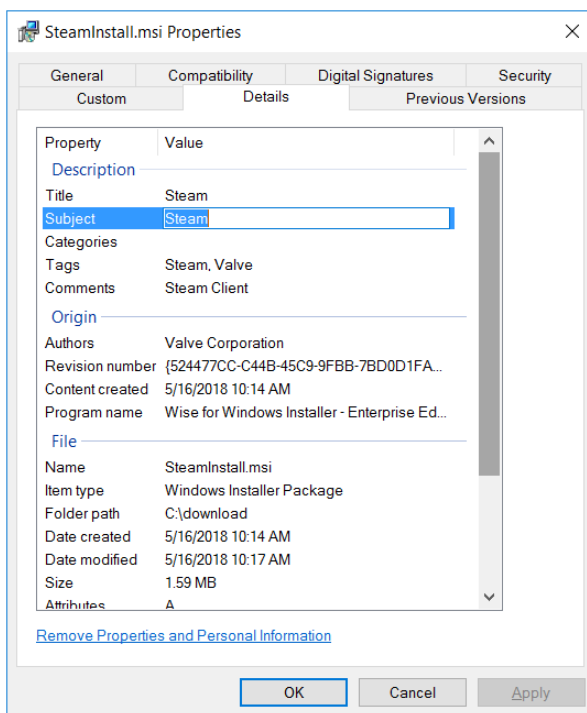 SteamInstall.msi Properties
General Compatibility Digital Signatures Security
Custom Details Previous Versions
Property Value
Description
Title Steam
Subject Steam
Categories
Tags Steam, Valve
Comments Steam Client
Origin
Authors Valve Corporation
Revision number {524477CC-C44B-45C9-9FBB-7BD0D1FA...
Content created 5/16/2018 10:14 AM
Program name Wise for Windows Installer - Enterprise Ed...
File
Name SteamInstall.msi
Item type Windows Installer Package
Folder path C:\download
Date created 5/16/2018 10:14 AM
Date modified 5/16/2018 10:17 AM
Size 1.59 MB
Attributes A
Remove Properties and Personal Information
OK Cancel Apply